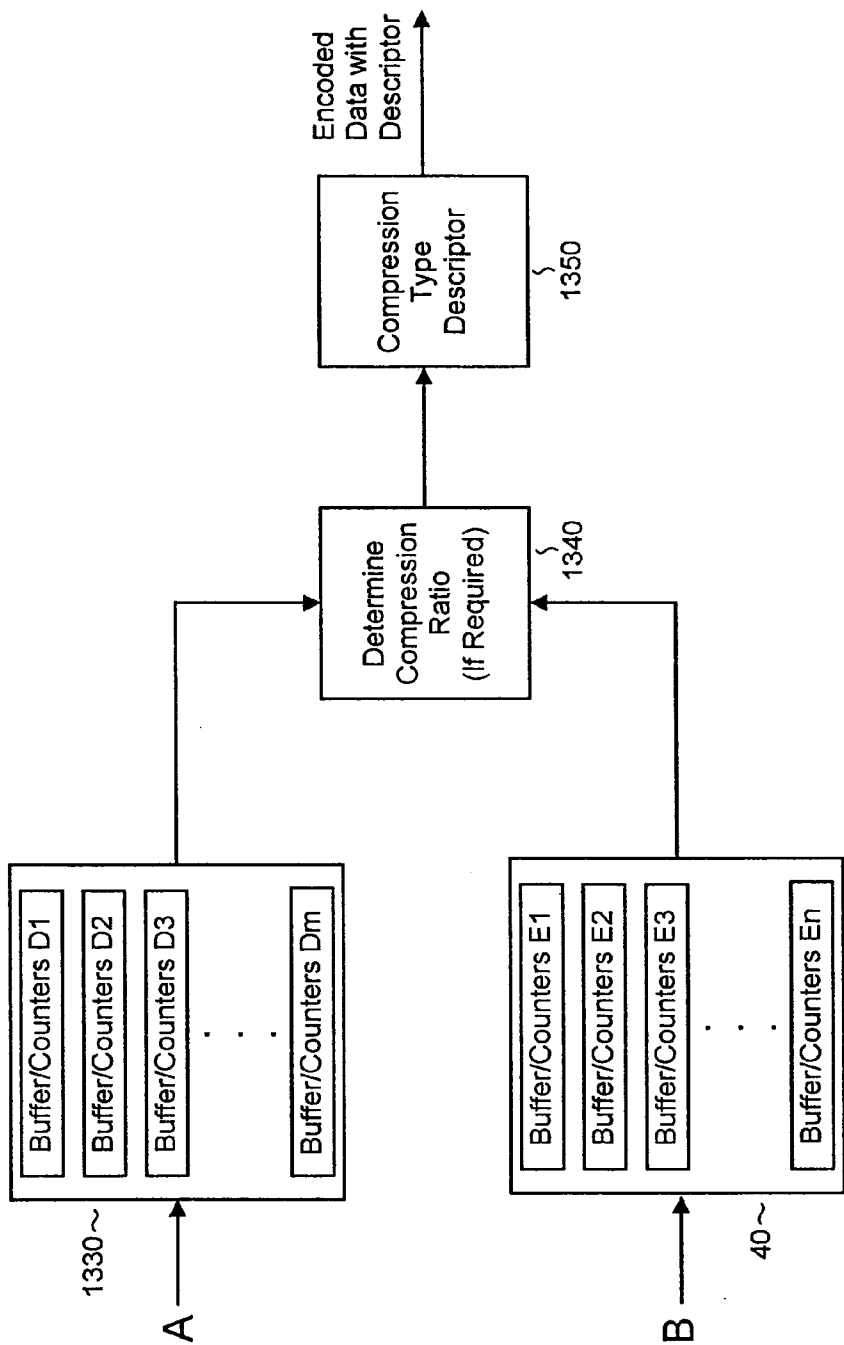 A
1330
Buffer/Counters D1
Buffer/Counters D2
Buffer/Counters D3
. . .
Buffer/Counters Dm
B
40
Buffer/Counters E1
Buffer/Counters E2
Buffer/Counters E3
. . .
Buffer/Counters En
Determine
Compression
Ratio
(If Required)
1340
Compression
Type
Descriptor
1350
Encoded
Data with
Descriptor